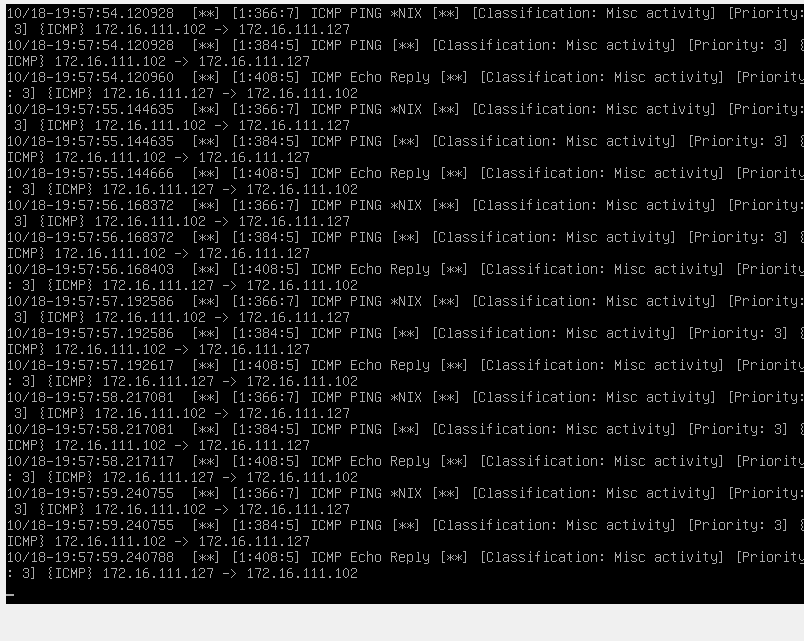 10/18-19:57:54.120928  [**] [1:366:7] ICMP PING *NIX [**] [Classification: Misc activity] [Priority:
 3] {ICMP} 172.16.111.102 -> 172.16.111.127
10/18-19:57:54.120928  [**] [1:384:5] ICMP PING [**] [Classification: Misc activity] [Priority: 3] {
ICMP} 172.16.111.102 -> 172.16.111.127
10/18-19:57:54.120960  [**] [1:408:5] ICMP Echo Reply [**] [Classification: Misc activity] [Priority
: 3] {ICMP} 172.16.111.127 -> 172.16.111.102
10/18-19:57:55.144635  [**] [1:366:7] ICMP PING *NIX [**] [Classification: Misc activity] [Priority:
 3] {ICMP} 172.16.111.102 -> 172.16.111.127
10/18-19:57:55.144635  [**] [1:384:5] ICMP PING [**] [Classification: Misc activity] [Priority: 3] {
ICMP} 172.16.111.102 -> 172.16.111.127
10/18-19:57:55.144666  [**] [1:408:5] ICMP Echo Reply [**] [Classification: Misc activity] [Priority
: 3] {ICMP} 172.16.111.127 -> 172.16.111.102
10/18-19:57:56.168372  [**] [1:366:7] ICMP PING *NIX [**] [Classification: Misc activity] [Priority:
 3] {ICMP} 172.16.111.102 -> 172.16.111.127
10/18-19:57:56.168372  [**] [1:384:5] ICMP PING [**] [Classification: Misc activity] [Priority: 3] {
ICMP} 172.16.111.102 -> 172.16.111.127
10/18-19:57:56.168403  [**] [1:408:5] ICMP Echo Reply [**] [Classification: Misc activity] [Priority
: 3] {ICMP} 172.16.111.127 -> 172.16.111.102
10/18-19:57:57.192586  [**] [1:366:7] ICMP PING *NIX [**] [Classification: Misc activity] [Priority:
 3] {ICMP} 172.16.111.102 -> 172.16.111.127
10/18-19:57:57.192586  [**] [1:384:5] ICMP PING [**] [Classification: Misc activity] [Priority: 3] {
ICMP} 172.16.111.102 -> 172.16.111.127
10/18-19:57:57.192617  [**] [1:408:5] ICMP Echo Reply [**] [Classification: Misc activity] [Priority
: 3] {ICMP} 172.16.111.127 -> 172.16.111.102
10/18-19:57:58.217081  [**] [1:366:7] ICMP PING *NIX [**] [Classification: Misc activity] [Priority:
 3] {ICMP} 172.16.111.102 -> 172.16.111.127
10/18-19:57:58.217081  [**] [1:384:5] ICMP PING [**] [Classification: Misc activity] [Priority: 3] {
ICMP} 172.16.111.102 -> 172.16.111.127
10/18-19:57:58.217117  [**] [1:408:5] ICMP Echo Reply [**] [Classification: Misc activity] [Priority
: 3] {ICMP} 172.16.111.127 -> 172.16.111.102
10/18-19:57:59.240755  [**] [1:366:7] ICMP PING *NIX [**] [Classification: Misc activity] [Priority:
 3] {ICMP} 172.16.111.102 -> 172.16.111.127
10/18-19:57:59.240755  [**] [1:384:5] ICMP PING [**] [Classification: Misc activity] [Priority: 3] {
ICMP} 172.16.111.102 -> 172.16.111.127
10/18-19:57:59.240788  [**] [1:408:5] ICMP Echo Reply [**] [Classification: Misc activity] [Priority
: 3] {ICMP} 172.16.111.127 -> 172.16.111.102